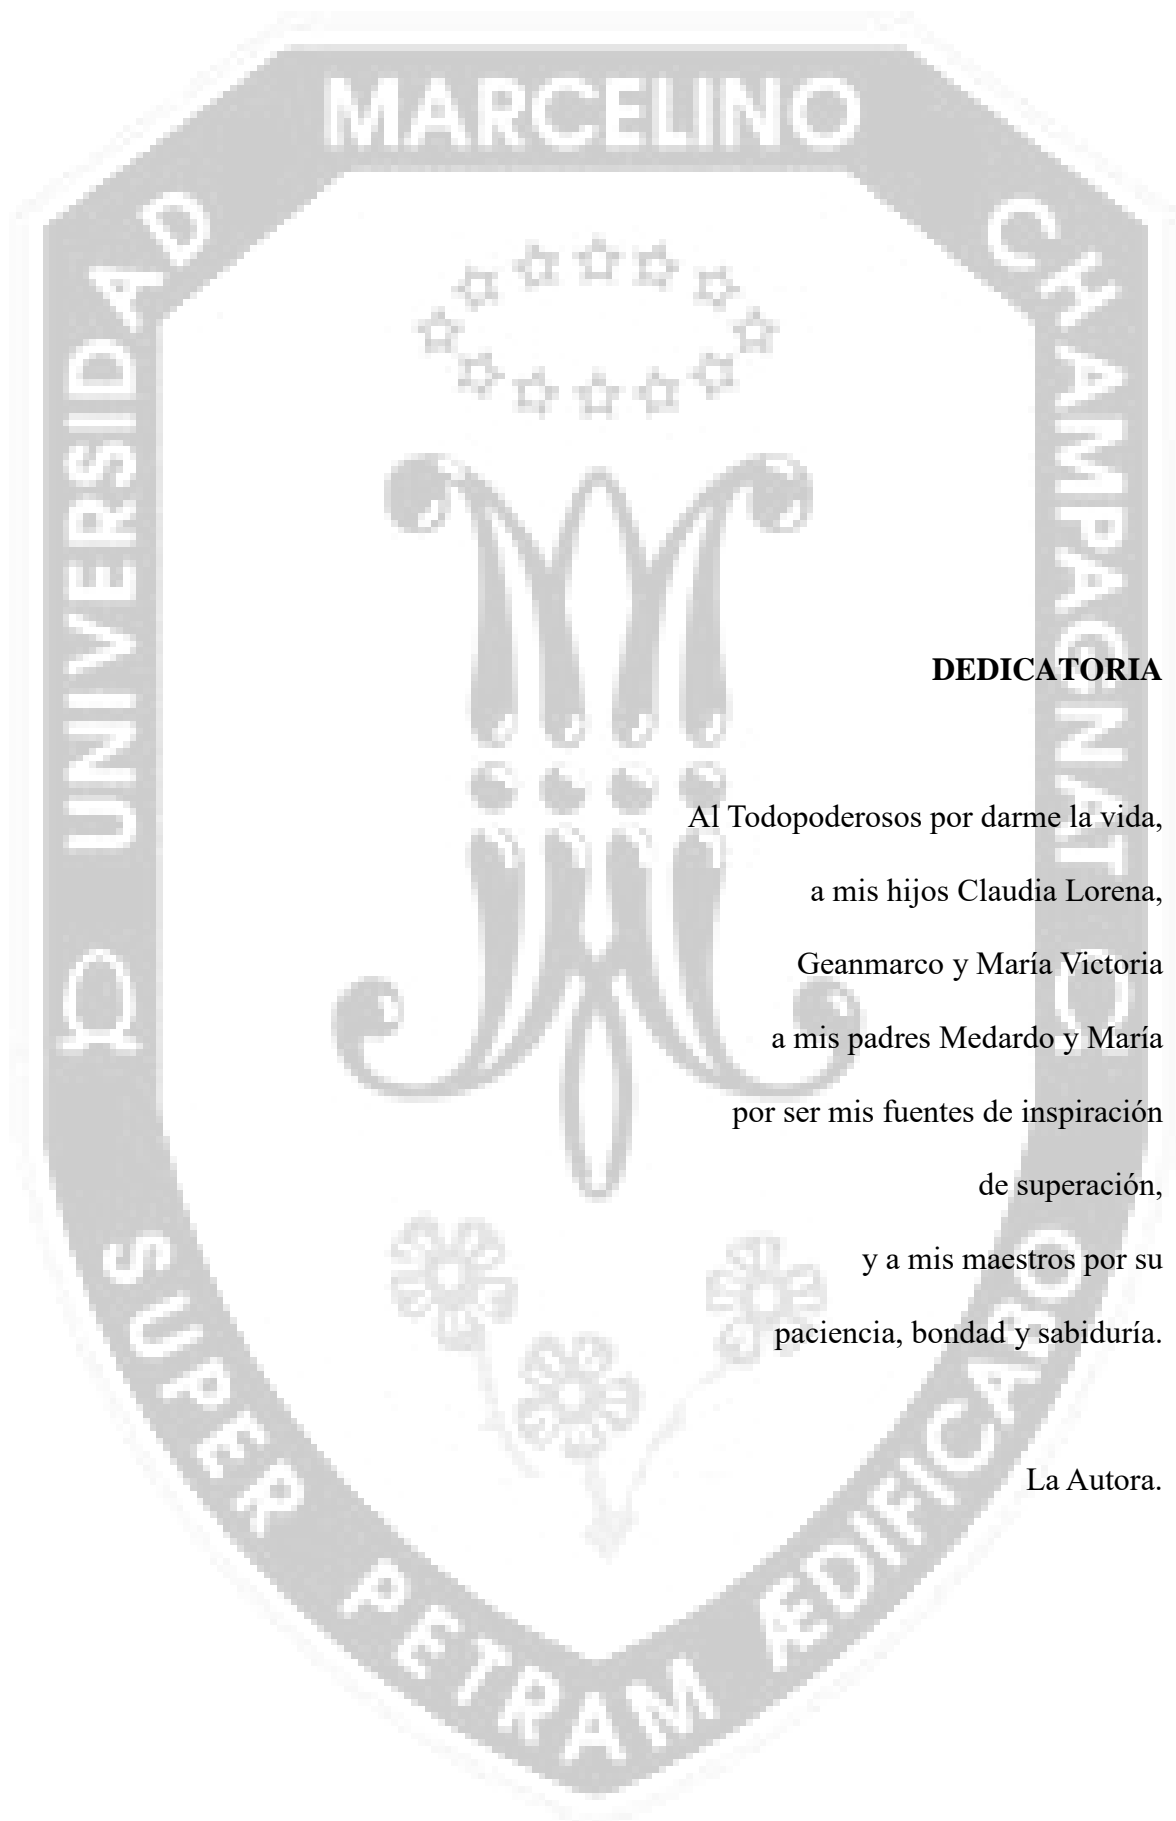 UNIVERSIDAD MARCELINO CHAMPAGNAT
SUPER PETRAM ÆDIFICABO
DEDICATORIA
Al Todopoderosos por darme la vida,
a mis hijos Claudia Lorena,
Geanmarco y María Victoria
a mis padres Medardo y María
por ser mis fuentes de inspiración
de superación,
y a mis maestros por su
paciencia, bondad y sabiduría.
La Autora.